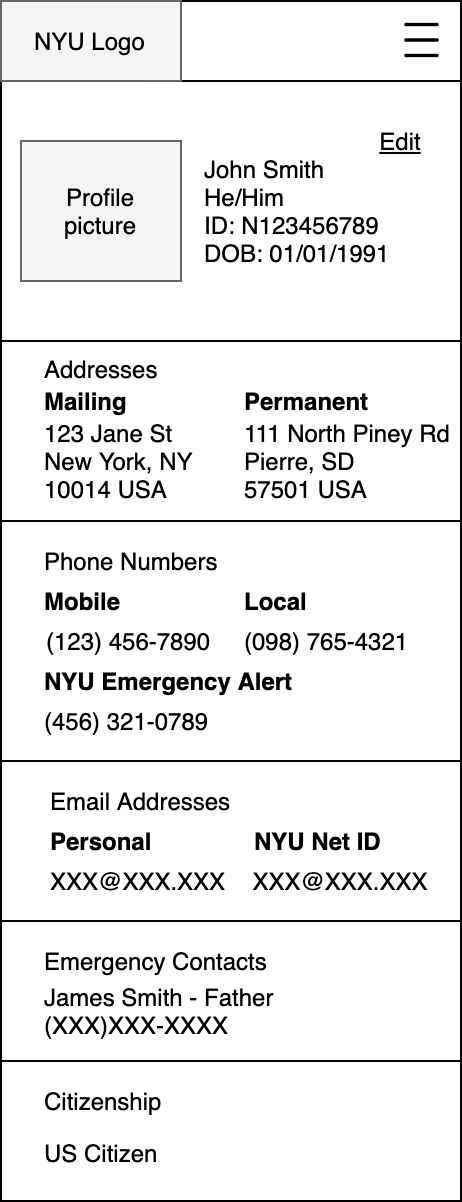 NYU Logo
Edit
Profile
picture
John Smith
He/Him
ID: N123456789
DOB: 01/01/1991
Addresses
Mailing
123 Jane St
New York, NY
10014 USA
Permanent
111 North Piney Rd
Pierre, SD
57501 USA
Phone Numbers
Mobile
(123) 456-7890
Local
(098) 765-4321
NYU Emergency Alert
(456) 321-0789
Email Addresses
Personal
XXX@XXX.XXX
NYU Net ID
XXX@XXX.XXX
Emergency Contacts
James Smith - Father
(XXX)XXX-XXXX
Citizenship
US Citizen